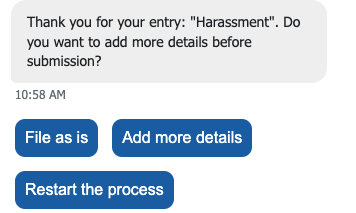 Thank you for your entry: "Harassment". Do
you want to add more details before
submission?
10:58 AM
File as is
Add more details
Restart the process